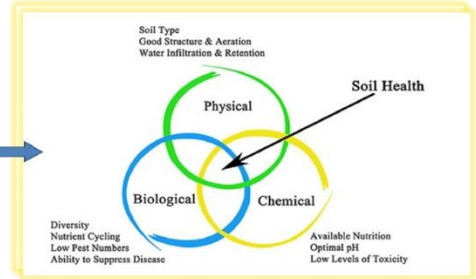 Soil Type
Good Structure & Aeration
Water Infiltration & Retention
Soil Health
Physical
Biological
Chemical
Diversity
Nutrient Cycling
Low Pest Numbers
Ability to Suppress Disease
Available Nutrition
Optimal pH
Low Levels of Toxicity